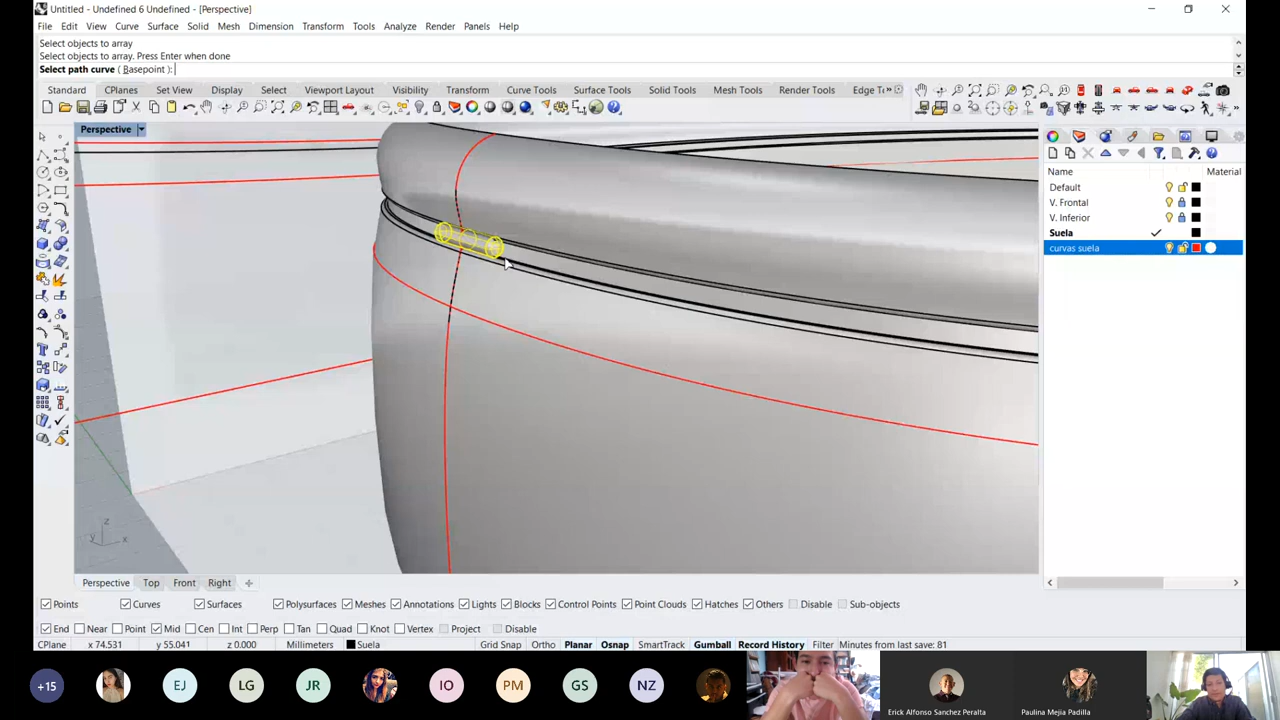 Untitled - Undefined 6 Undefined - [Perspective]
File Edit View Curve Surface Solid Mesh Dimension Transform Tools Analyze Render Panels Help
Select objects to array
Select objects to array. Press Enter when done
Select path curve ( Basepoint ):
Standard CPlanes Set View Display Select Viewport Layout Visibility Transform Curve Tools Surface Tools Solid Tools Mesh Tools Render Tools Edge T
Perspective
Name Material
Default
V. Frontal
V. Inferior
Suela
curvas suela
z
y x
Perspective Top Front Right
Points Curves Surfaces Polysurfaces Meshes Annotations Lights Blocks Control Points Point Clouds Hatches Others Disable Sub-objects
End Near Point Mid Cen Int Perp Tan Quad Knot Vertex Project Disable
CPlane x 74.531 y 55.041 z 0.000 Millimeters Suela Grid Snap Ortho Planar Osnap SmartTrack Gumball Record History Filter Minutes from last save: 81
+15 EJ LG JR IO PM GS NZ
Erick Alfonso Sanchez Peralta Paulina Mejia Padilla